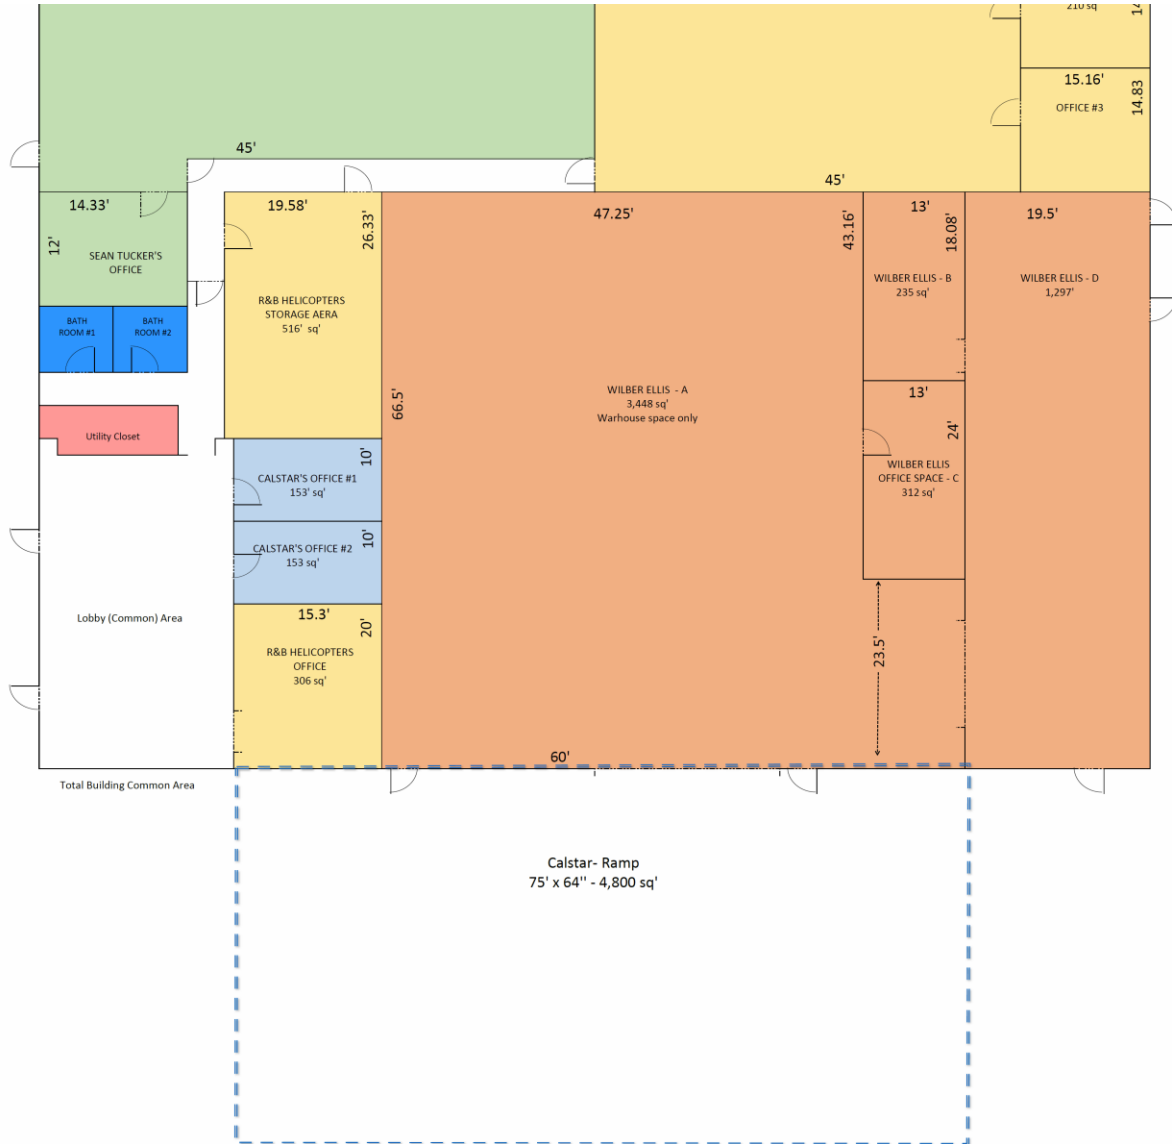 210 sq
14
15.16'
14.83
OFFICE #3
45'
45'
14.33'
12'
SEAN TUCKER'S
OFFICE
19.58'
26.33'
47.25'
43.16'
13'
18.08'
19.5'
R&B HELICOPTERS
STORAGE AERA
516'  sq'
WILBER ELLIS - B
235 sq'
WILBER ELLIS - D
1,297'
BATH
ROOM #1
BATH
ROOM #2
66.5'
WILBER ELLIS  - A
3,448 sq'
Warhouse space only
13'
24'
Utility Closet
WILBER ELLIS
OFFICE SPACE - C
312 sq'
CALSTAR'S OFFICE #1
153' sq'
10'
CALSTAR'S OFFICE #2
153 sq'
10'
Lobby (Common) Area
15.3'
20'
R&B HELICOPTERS
OFFICE
306 sq'
23.5'
60'
Total Building Common Area
Calstar- Ramp
75' x 64'' - 4,800 sq'